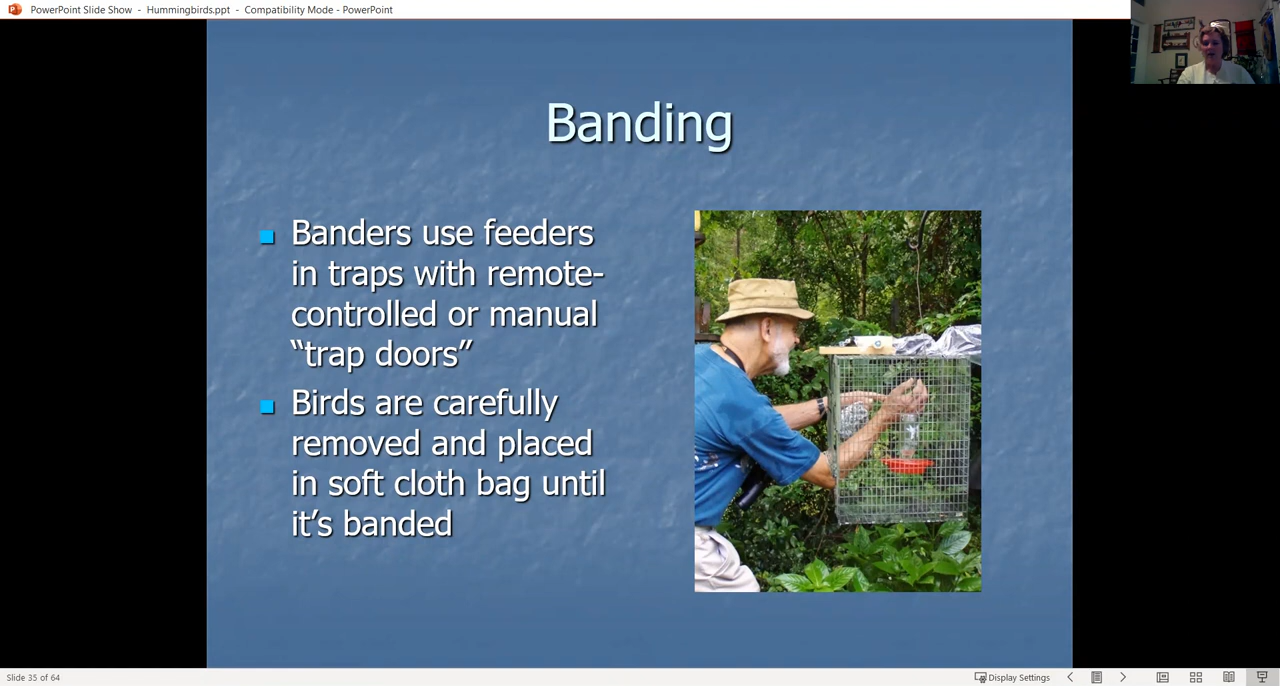 PowerPoint Slide Show - Hummingbirds.ppt - Compatibility Mode - PowerPoint
Banding
Banders use feeders
in traps with remote-
controlled or manual
“trap doors”
Birds are carefully
removed and placed
in soft cloth bag until
it’s banded
Slide 35 of 64
Display Settings